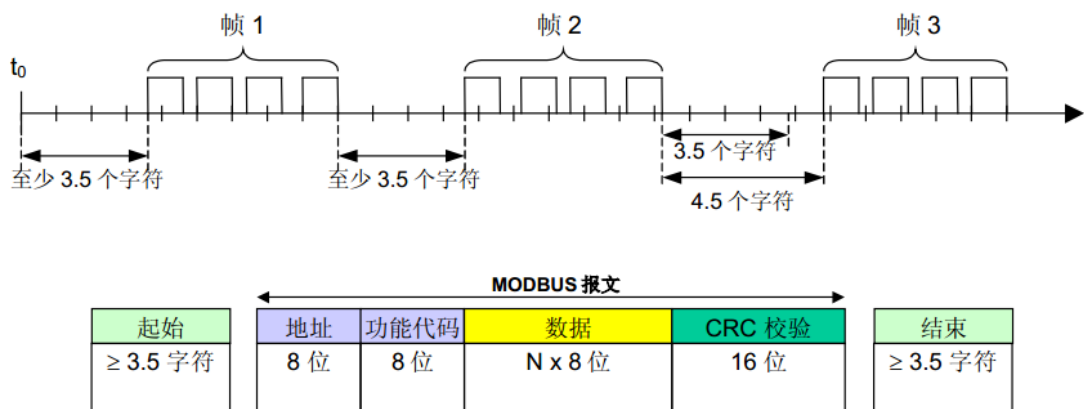 帧 1 帧 2 帧 3
t0
3.5 个字符
至少 3.5 个字符 至少 3.5 个字符
4.5 个字符
MODBUS 报文
起始 地址 功能代码 数据 CRC 校验 结束
≥ 3.5 字符 8 位 8 位 N x 8 位 16 位 ≥ 3.5 字符